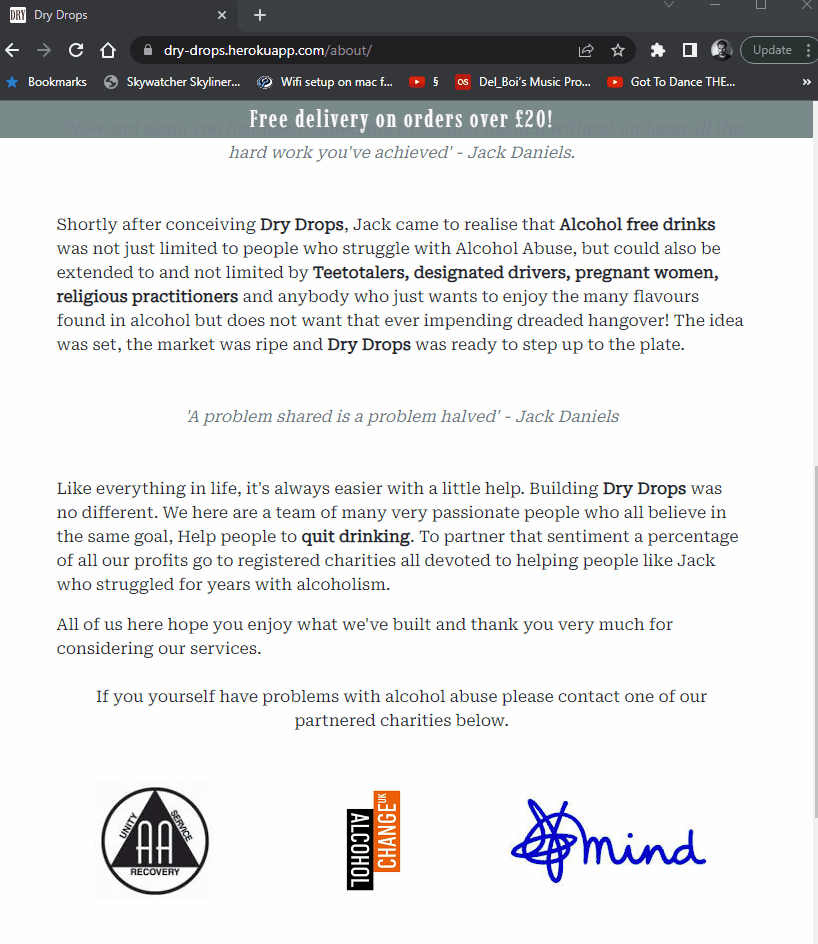 DRY Dry Drops
dry-drops.herokuapp.com/about/
Update
Bookmarks Skywatcher Skyliner... Wifi setup on mac f... § OS Del_Boi's Music Pro... Got To Dance THE... »
Free delivery on orders over £20!
hard work you've achieved' - Jack Daniels.
Shortly after conceiving Dry Drops, Jack came to realise that Alcohol free drinks
was not just limited to people who struggle with Alcohol Abuse, but could also be
extended to and not limited by Teetotalers, designated drivers, pregnant women,
religious practitioners and anybody who just wants to enjoy the many flavours
found in alcohol but does not want that ever impending dreaded hangover! The idea
was set, the market was ripe and Dry Drops was ready to step up to the plate.
'A problem shared is a problem halved' - Jack Daniels
Like everything in life, it's always easier with a little help. Building Dry Drops was
no different. We here are a team of many very passionate people who all believe in
the same goal, Help people to quit drinking. To partner that sentiment a percentage
of all our profits go to registered charities all devoted to helping people like Jack
who struggled for years with alcoholism.
All of us here hope you enjoy what we've built and thank you very much for
considering our services.
If you yourself have problems with alcohol abuse please contact one of our
partnered charities below.
UNITY SERVICE
AA
RECOVERY
ALCOHOL
CHANGE UK
mind